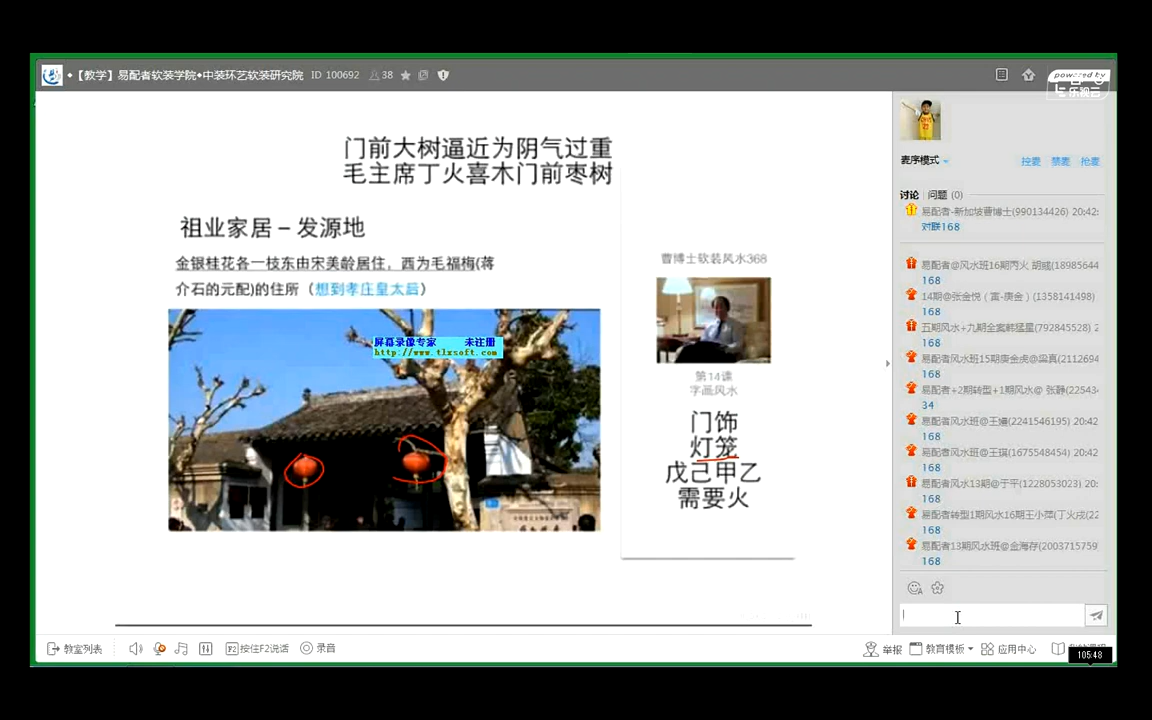 ◆【教学】易配者软装学院◆中装环艺软装研究院 ID 100692 38
powered by
乐视云
门前大树逼近为阴气过重
毛主席丁火喜木门前枣树
祖业家居 – 发源地
金银桂花各一枝东由宋美龄居住，西为毛福梅(蒋
介石的元配)的住所（想到孝庄皇太后）
屏幕录像专家 未注册
http://www.tlxsoft.com
曹博士软装风水368
第14课
字画风水
门饰
灯笼
戊己甲乙
需要火
麦序模式
控麦 禁麦 抢麦
讨论 问题 (0)
易配者-新加坡曹博士(990134426) 20:42:
对联168
易配者@风水班16期丙火 胡 (18985644
168
14期@张金悦（富-庚金）(1358141498)
168
五期风水+九期全案韩猛星(792845528) 2
168
易配者风水班15期庚金虎@梁真(2112694
168
易配者+2期转型+1期风水@ 张静(22543
34
易配者风水班@王 (2241546195) 20:42
168
易配者风水班@王琪(1675548454) 20:42
168
易配者风水13期@于平(1228053023) 20:
168
易配者转型1期风水16期王小萍(丁火戌(22
168
易配者13期风水班@金海存(2003715759
168
教室列表 F2 按住F2说话 录音
举报 教育模板 应用中心
105:48